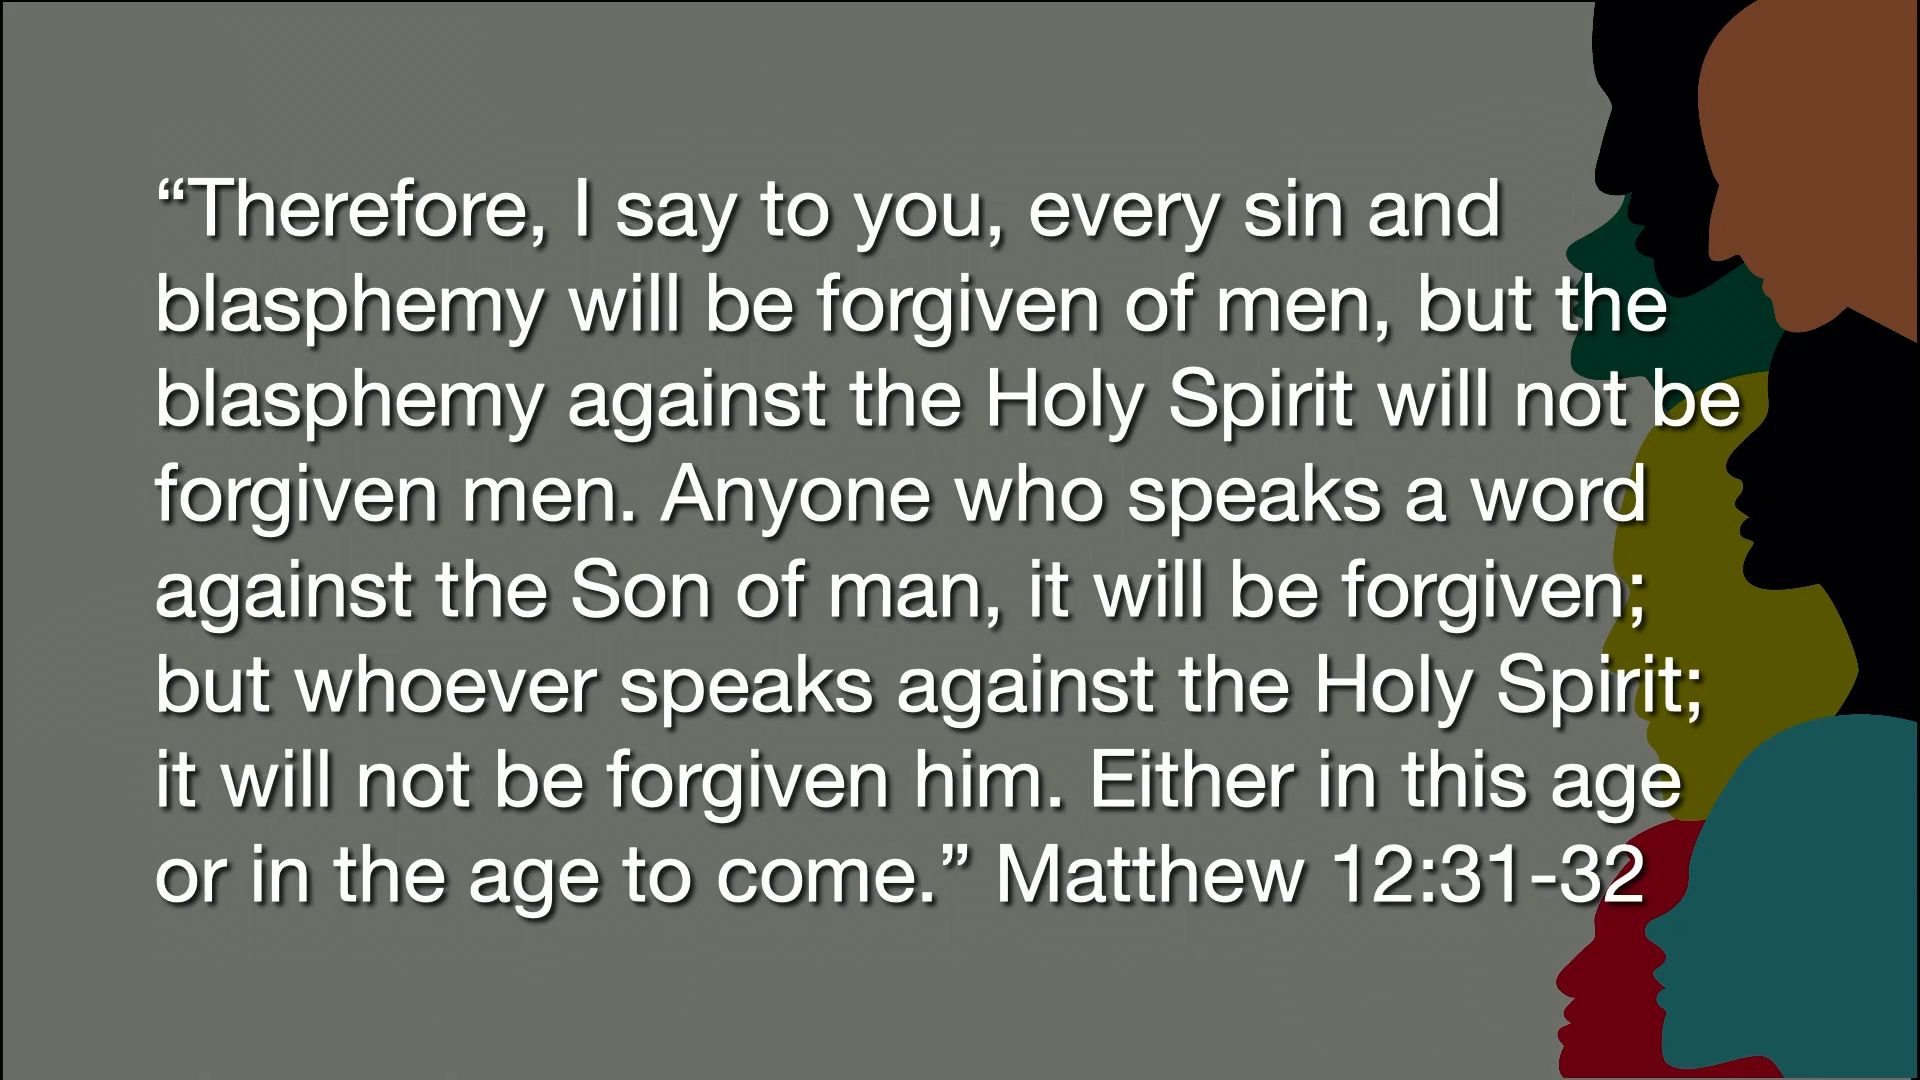 “Therefore, I say to you, every sin and
blasphemy will be forgiven of men, but the
blasphemy against the Holy Spirit will not be
forgiven men. Anyone who speaks a word
against the Son of man, it will be forgiven;
but whoever speaks against the Holy Spirit;
it will not be forgiven him. Either in this age
or in the age to come.” Matthew 12:31-32